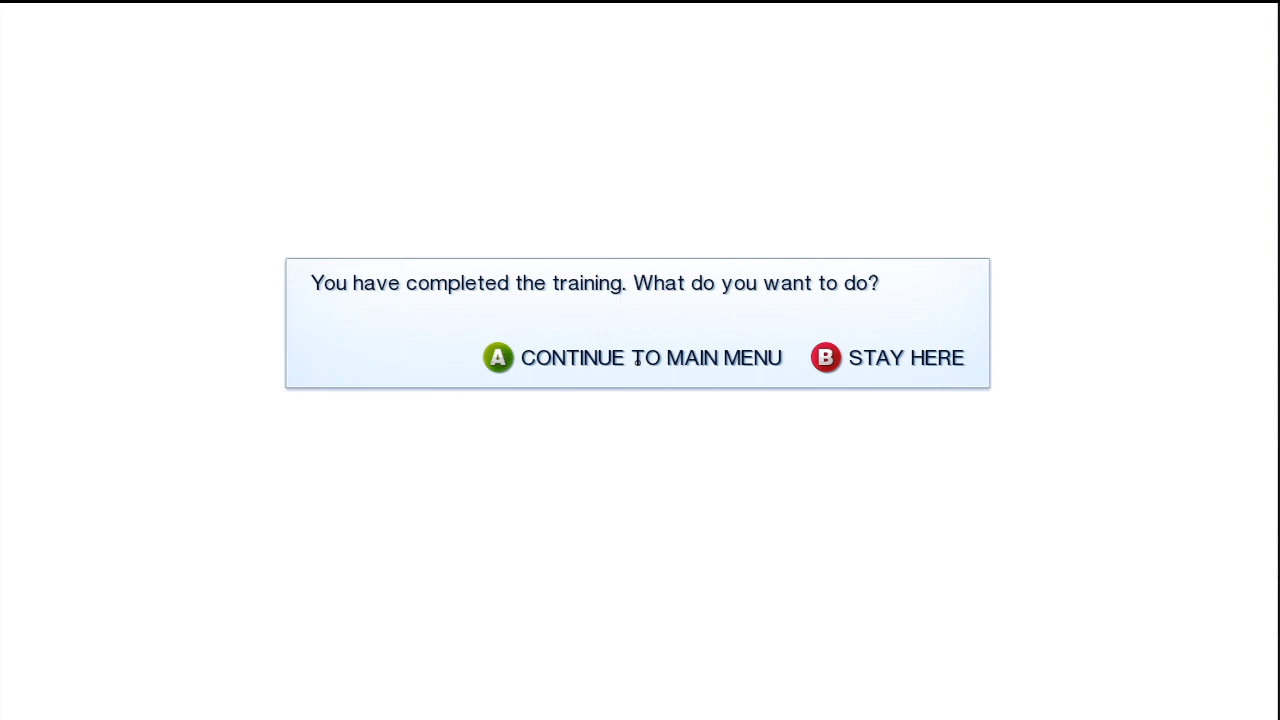 You have completed the training. What do you want to do?
A CONTINUE TO MAIN MENU B STAY HERE